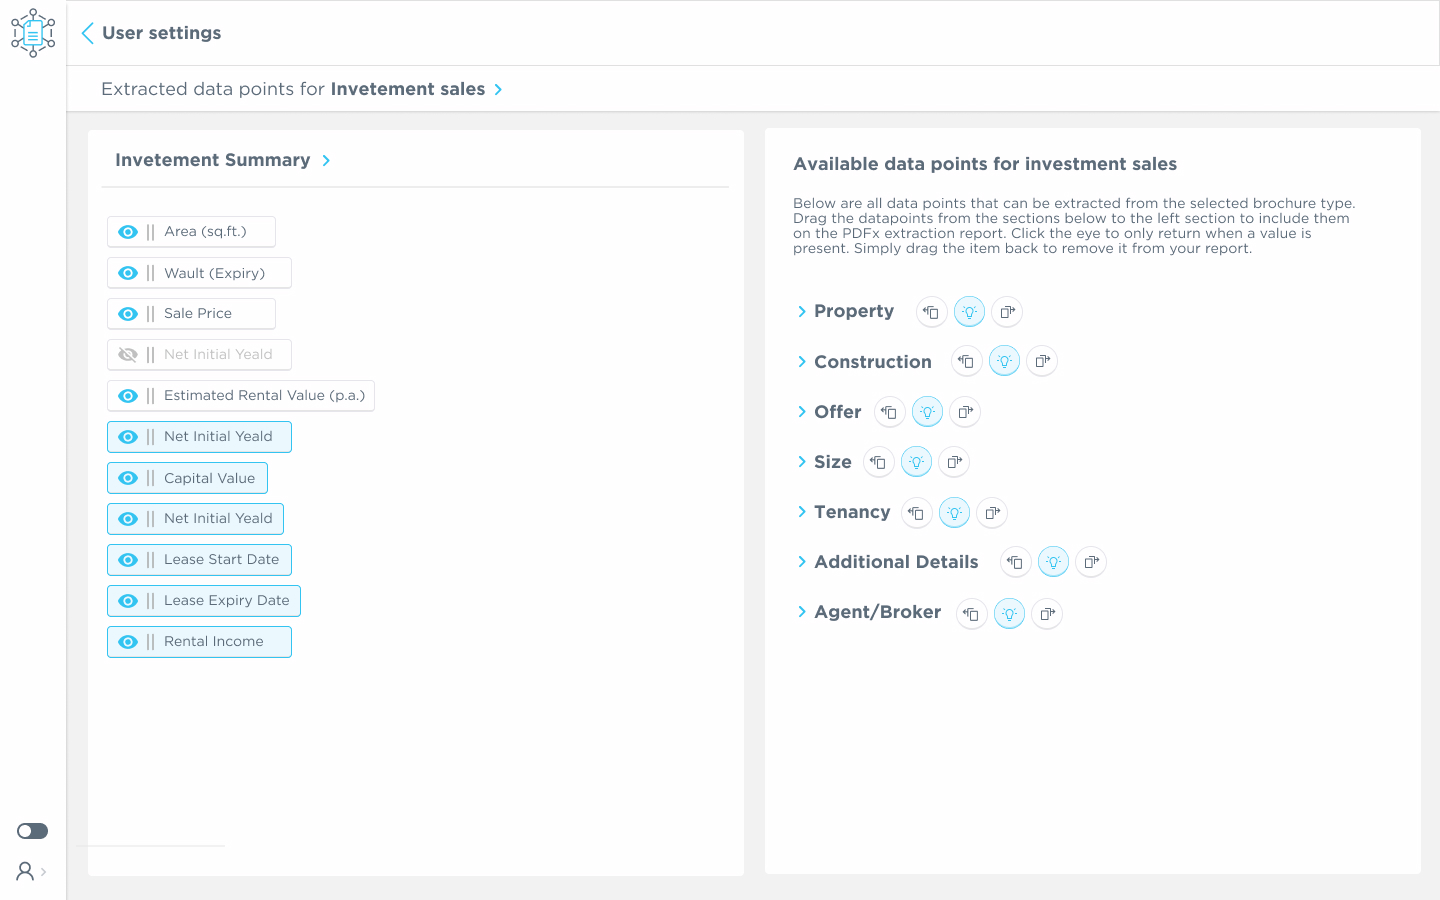 User settings
Extracted data points for Invetement sales
Invetement Summary
Area (sq.ft.)
Wault (Expiry)
Sale Price
Net Initial Yeald
Estimated Rental Value (p.a.)
Net Initial Yeald
Capital Value
Net Initial Yeald
Lease Start Date
Lease Expiry Date
Rental Income
Available data points for investment sales
Below are all data points that can be extracted from the selected brochure type.
Drag the datapoints from the sections below to the left section to include them
on the PDFx extraction report. Click the eye to only return when a value is
present. Simply drag the item back to remove it from your report.
Property
Construction
Offer
Size
Tenancy
Additional Details
Agent/Broker